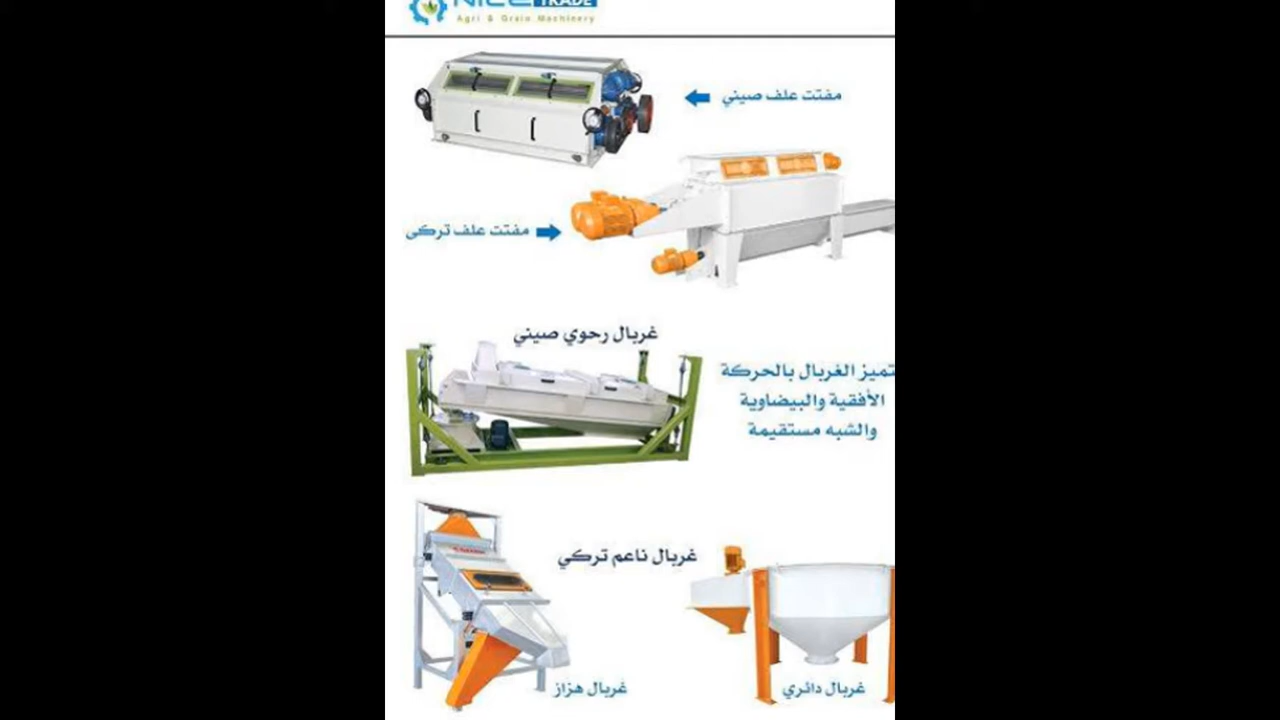 NICE TRADE
Agri & Grain Machinery
مفتت علف صيني
مفتت علف تركى
غربال رحوي صيني
تميز الغربال بالحركة
الأفقية والبيضاوية
والشبه مستقيمة
غربال ناعم تركي
غربال هزاز
غربال دائري